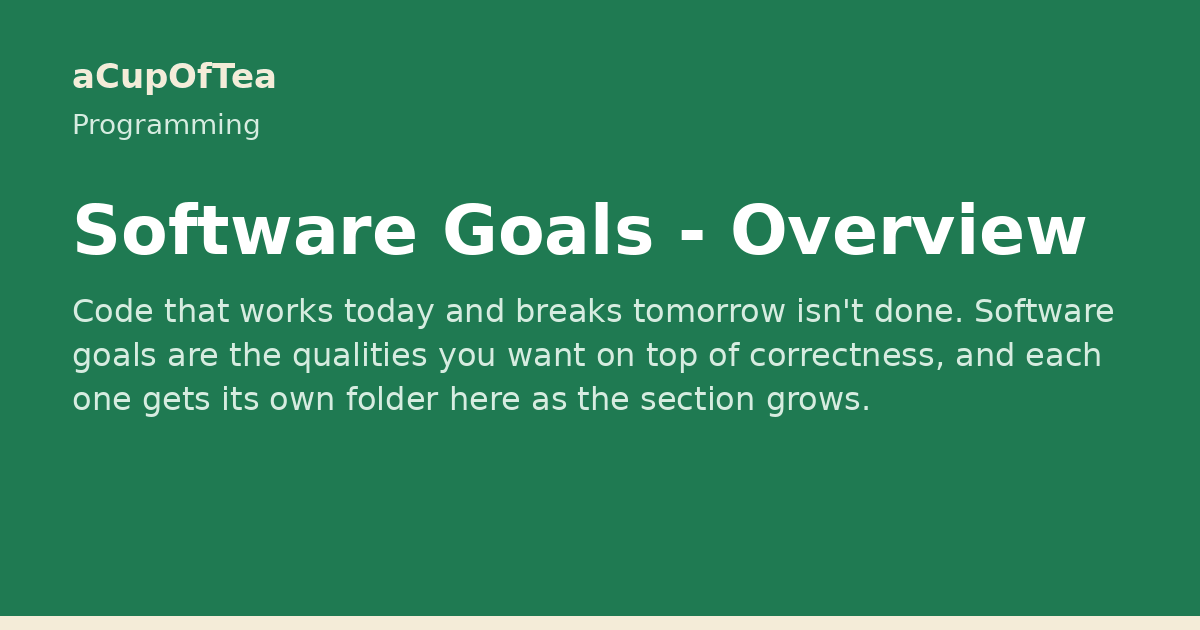 aCupOfTea
Programming
Software Goals - Overview
Code that works today and breaks tomorrow isn't done. Software
goals are the qualities you want on top of correctness, and each
one gets its own folder here as the section grows.